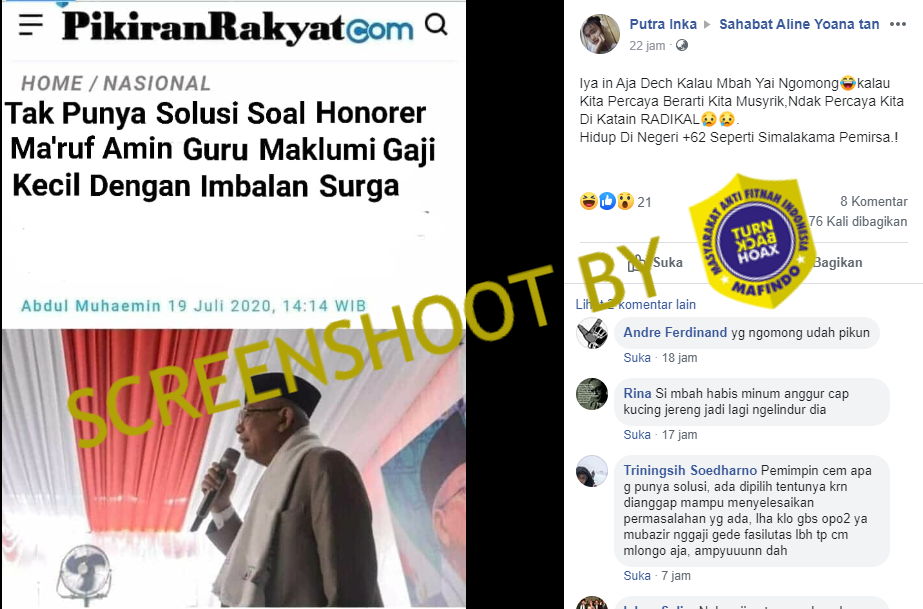 PikiranRakyat.com
HOME / NASIONAL
Tak Punya Solusi Soal Honorer
Ma'ruf Amin Guru Maklumi Gaji
Kecil Dengan Imbalan Surga
Abdul Muhaemin 19 Juli 2020, 14:14 WIB
SCREENSHOOT BY
MASYARAKAT ANTI FITNAH INDONESIA
TURN
BACK
HOAX
MAFINDO
Putra Inka Sahabat Aline Yoana tan
22 jam
Iya in Aja Dech Kalau Mbah Yai Ngomong😂kalau
Kita Percaya Berarti Kita Musyrik,Ndak Percaya Kita
Di Katain RADIKAL😢😢.
Hidup Di Negeri +62 Seperti Simalakama Pemirsa.!
21
8 Komentar
76 Kali dibagikan
Suka
Bagikan
Lihat 2 komentar lain
Andre Ferdinand yg ngomong udah pikun
Suka · 18 jam
Rina Si mbah habis minum anggur cap
kucing jereng jadi lagi ngelindur dia
Suka · 17 jam
Triningsih Soedharno Pemimpin cem apa
g punya solusi, ada dipilih tentunya krn
dianggap mampu menyelesaikan
permasalahan yg ada, lha klo gbs opo2 ya
mubazir nggaji gede fasilutas lbh tp cm
mlongo aja, ampyuuunn dah
Suka · 7 jam